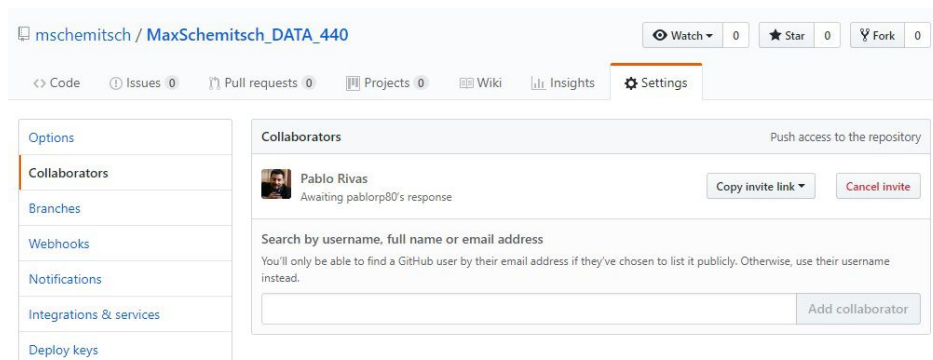 mschemitsch / MaxSchemitsch_DATA_440
Watch 0 Star 0 Fork 0
Code Issues 0 Pull requests 0 Projects 0 Wiki Insights Settings
Options
Collaborators
Branches
Webhooks
Notifications
Integrations & services
Deploy keys
Collaborators Push access to the repository
Pablo Rivas
Awaiting pablorp80's response
Copy invite link Cancel invite
Search by username, full name or email address
You'll only be able to find a GitHub user by their email address if they've chosen to list it publicly. Otherwise, use their username
instead.
Add collaborator